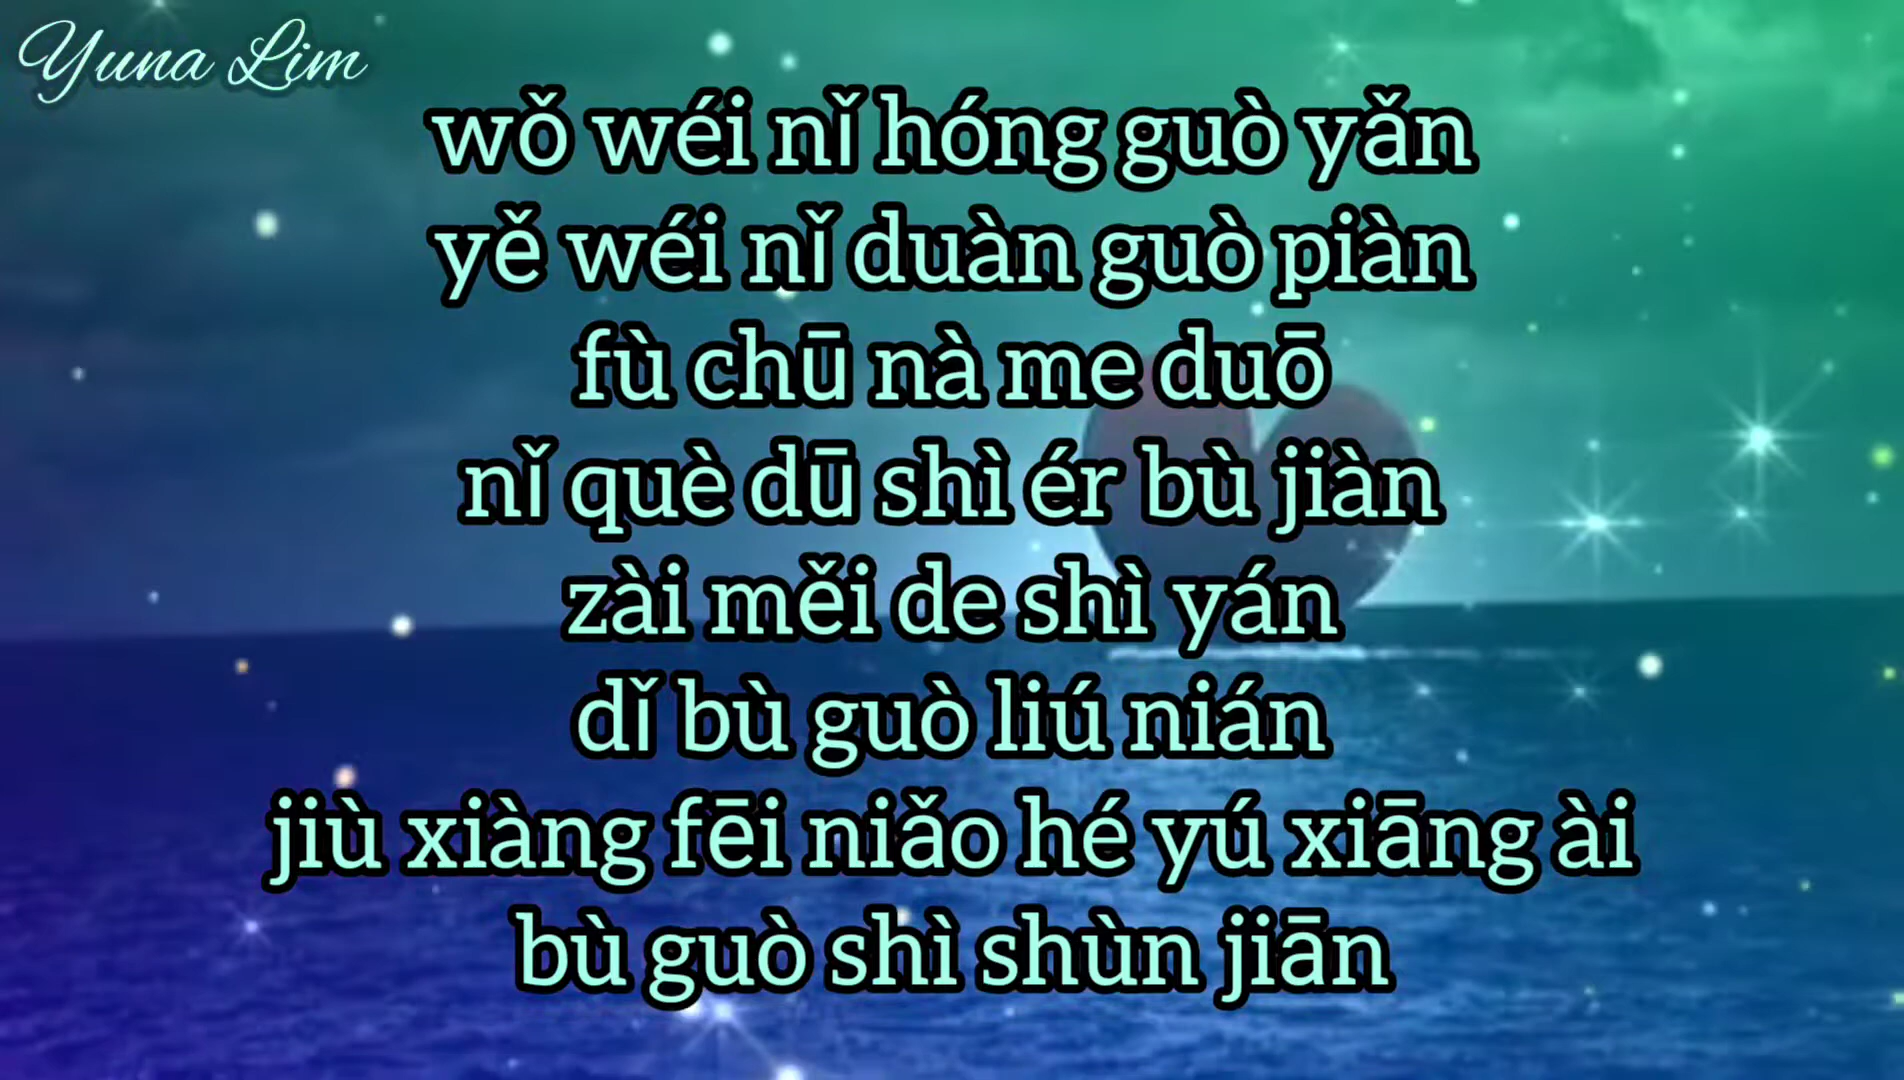 Yuna Lim
wǒ wéi nǐ hóng guò yǎn
yě wéi nǐ duàn guò piàn
fù chū nà me duō
nǐ què dū shì ér bù jiàn
zài měi de shì yán
dǐ bù guò liú nián
jiù xiàng fēi niǎo hé yú xiāng ài
bù guò shì shùn jiān